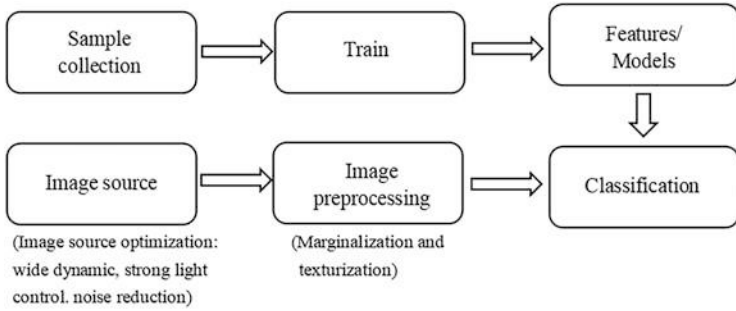 Sample
collection
Train
Features/
Models
Image source
Image
preprocessing
Classification
(Image source optimization:
wide dynamic, strong light
control. noise reduction)
(Marginalization and
texturization)